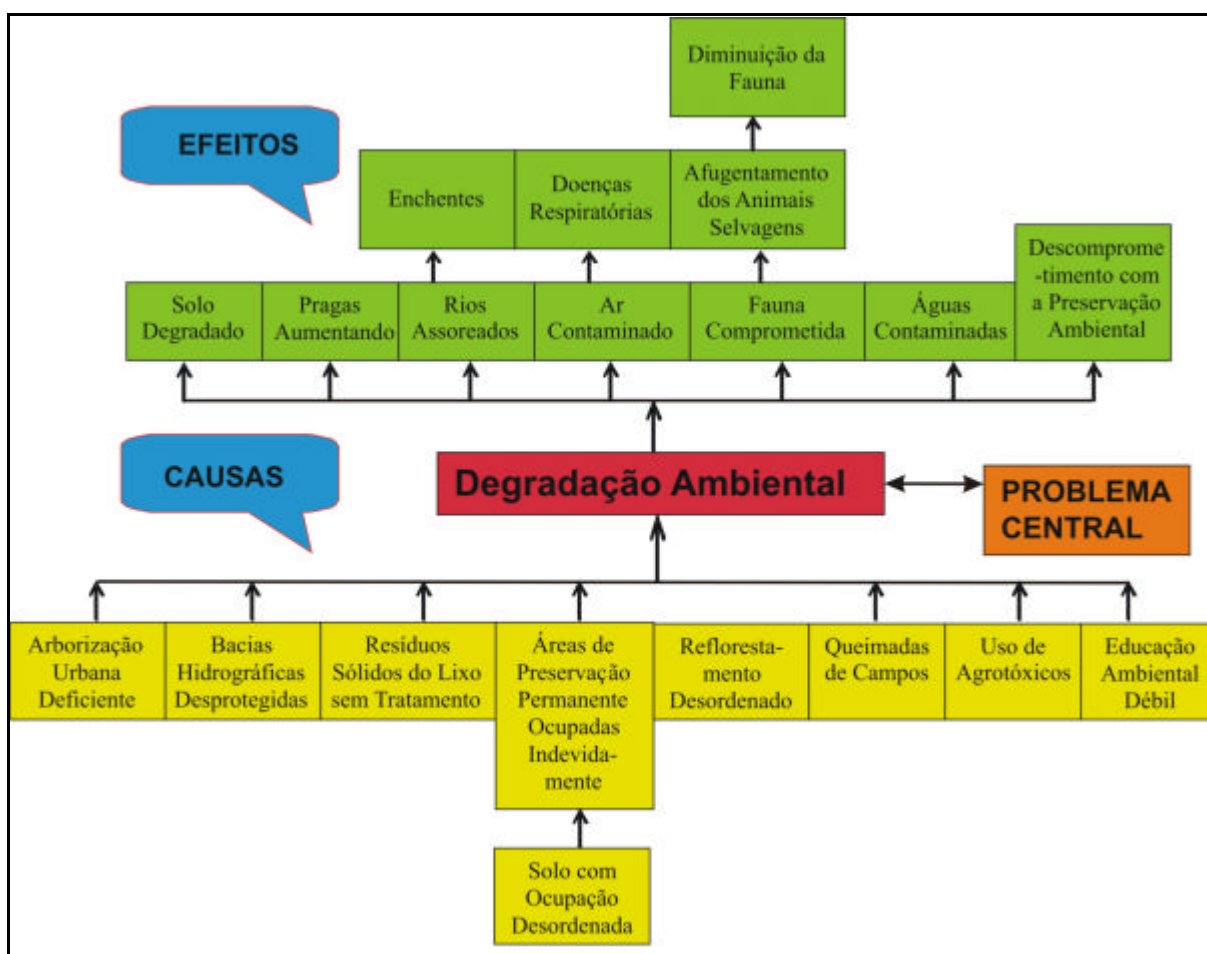 Diminuição da
Fauna
EFEITOS
Enchentes
Doenças
Respiratórias
Afugentamento
dos Animais
Selvagens
Solo
Degradado
Pragas
Aumentando
Rios
Assoreados
Ar
Contaminado
Fauna
Comprometida
Águas
Contaminadas
Descomprome
-timento com
a Preservação
Ambiental
CAUSAS
Degradação Ambiental
PROBLEMA
CENTRAL
Arborização
Urbana
Deficiente
Bacias
Hidrográficas
Desprotegidas
Resíduos
Sólidos do Lixo
sem Tratamento
Áreas de
Preservação
Permanente
Ocupadas
Indevida-
mente
Refloresta-
mento
Desordenado
Queimadas
de Campos
Uso de
Agrotóxicos
Educação
Ambiental
Débil
Solo com
Ocupação
Desordenada